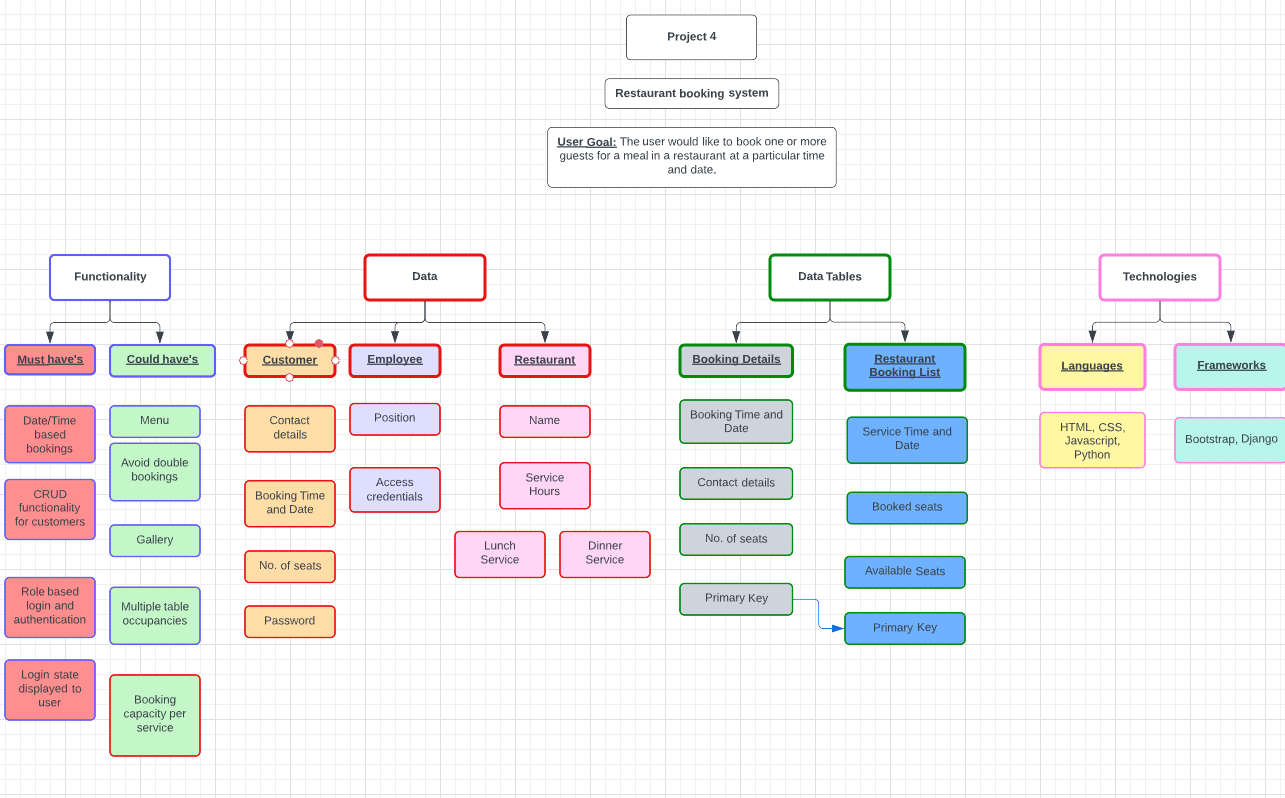 Project 4
Restaurant booking system
User Goal: The user would like to book one or more
guests for a meal in a restaurant at a particular time
and date.
Functionality
Data
Data Tables
Technologies
Must have's
Could have's
Customer
Employee
Restaurant
Booking Details
Restaurant
Booking List
Languages
Frameworks
Date/Time
based
bookings
CRUD
functionality
for customers
Role based
login and
authentication
Login state
displayed to
user
Menu
Avoid double
bookings
Gallery
Multiple table
occupancies
Booking
capacity per
service
Contact
details
Booking Time
and Date
No. of seats
Password
Position
Access
credentials
Name
Service
Hours
Lunch
Service
Dinner
Service
Booking Time and
Date
Contact details
No. of seats
Primary Key
Service Time and
Date
Booked seats
Available Seats
Primary Key
HTML, CSS,
Javascript,
Python
Bootstrap, Django